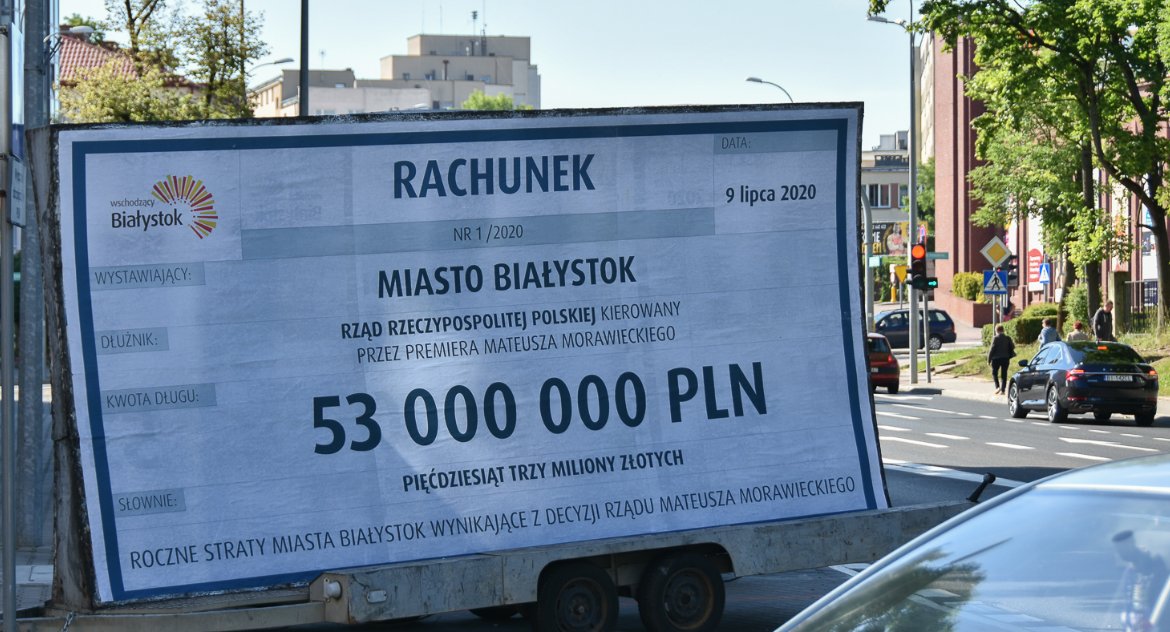 wschodzący
Białystok
RACHUNEK
DATA:
9 lipca 2020
NR 1/2020
WYSTAWIAJĄCY:
MIASTO BIAŁYSTOK
DŁUŻNIK:
RZĄD RZECZYPOSPOLITEJ POLSKIEJ KIEROWANY
PRZEZ PREMIERA MATEUSZA MORAWIECKIEGO
KWOTA DŁUGU:
53 000 000 PLN
SŁOWNIE:
PIĘĆDZIESIĄT TRZY MILIONY ZŁOTYCH
ROCZNE STRATY MIASTA BIAŁYSTOK WYNIKAJĄCE Z DECYZJI RZĄDU MATEUSZA MORAWIECKIEGO